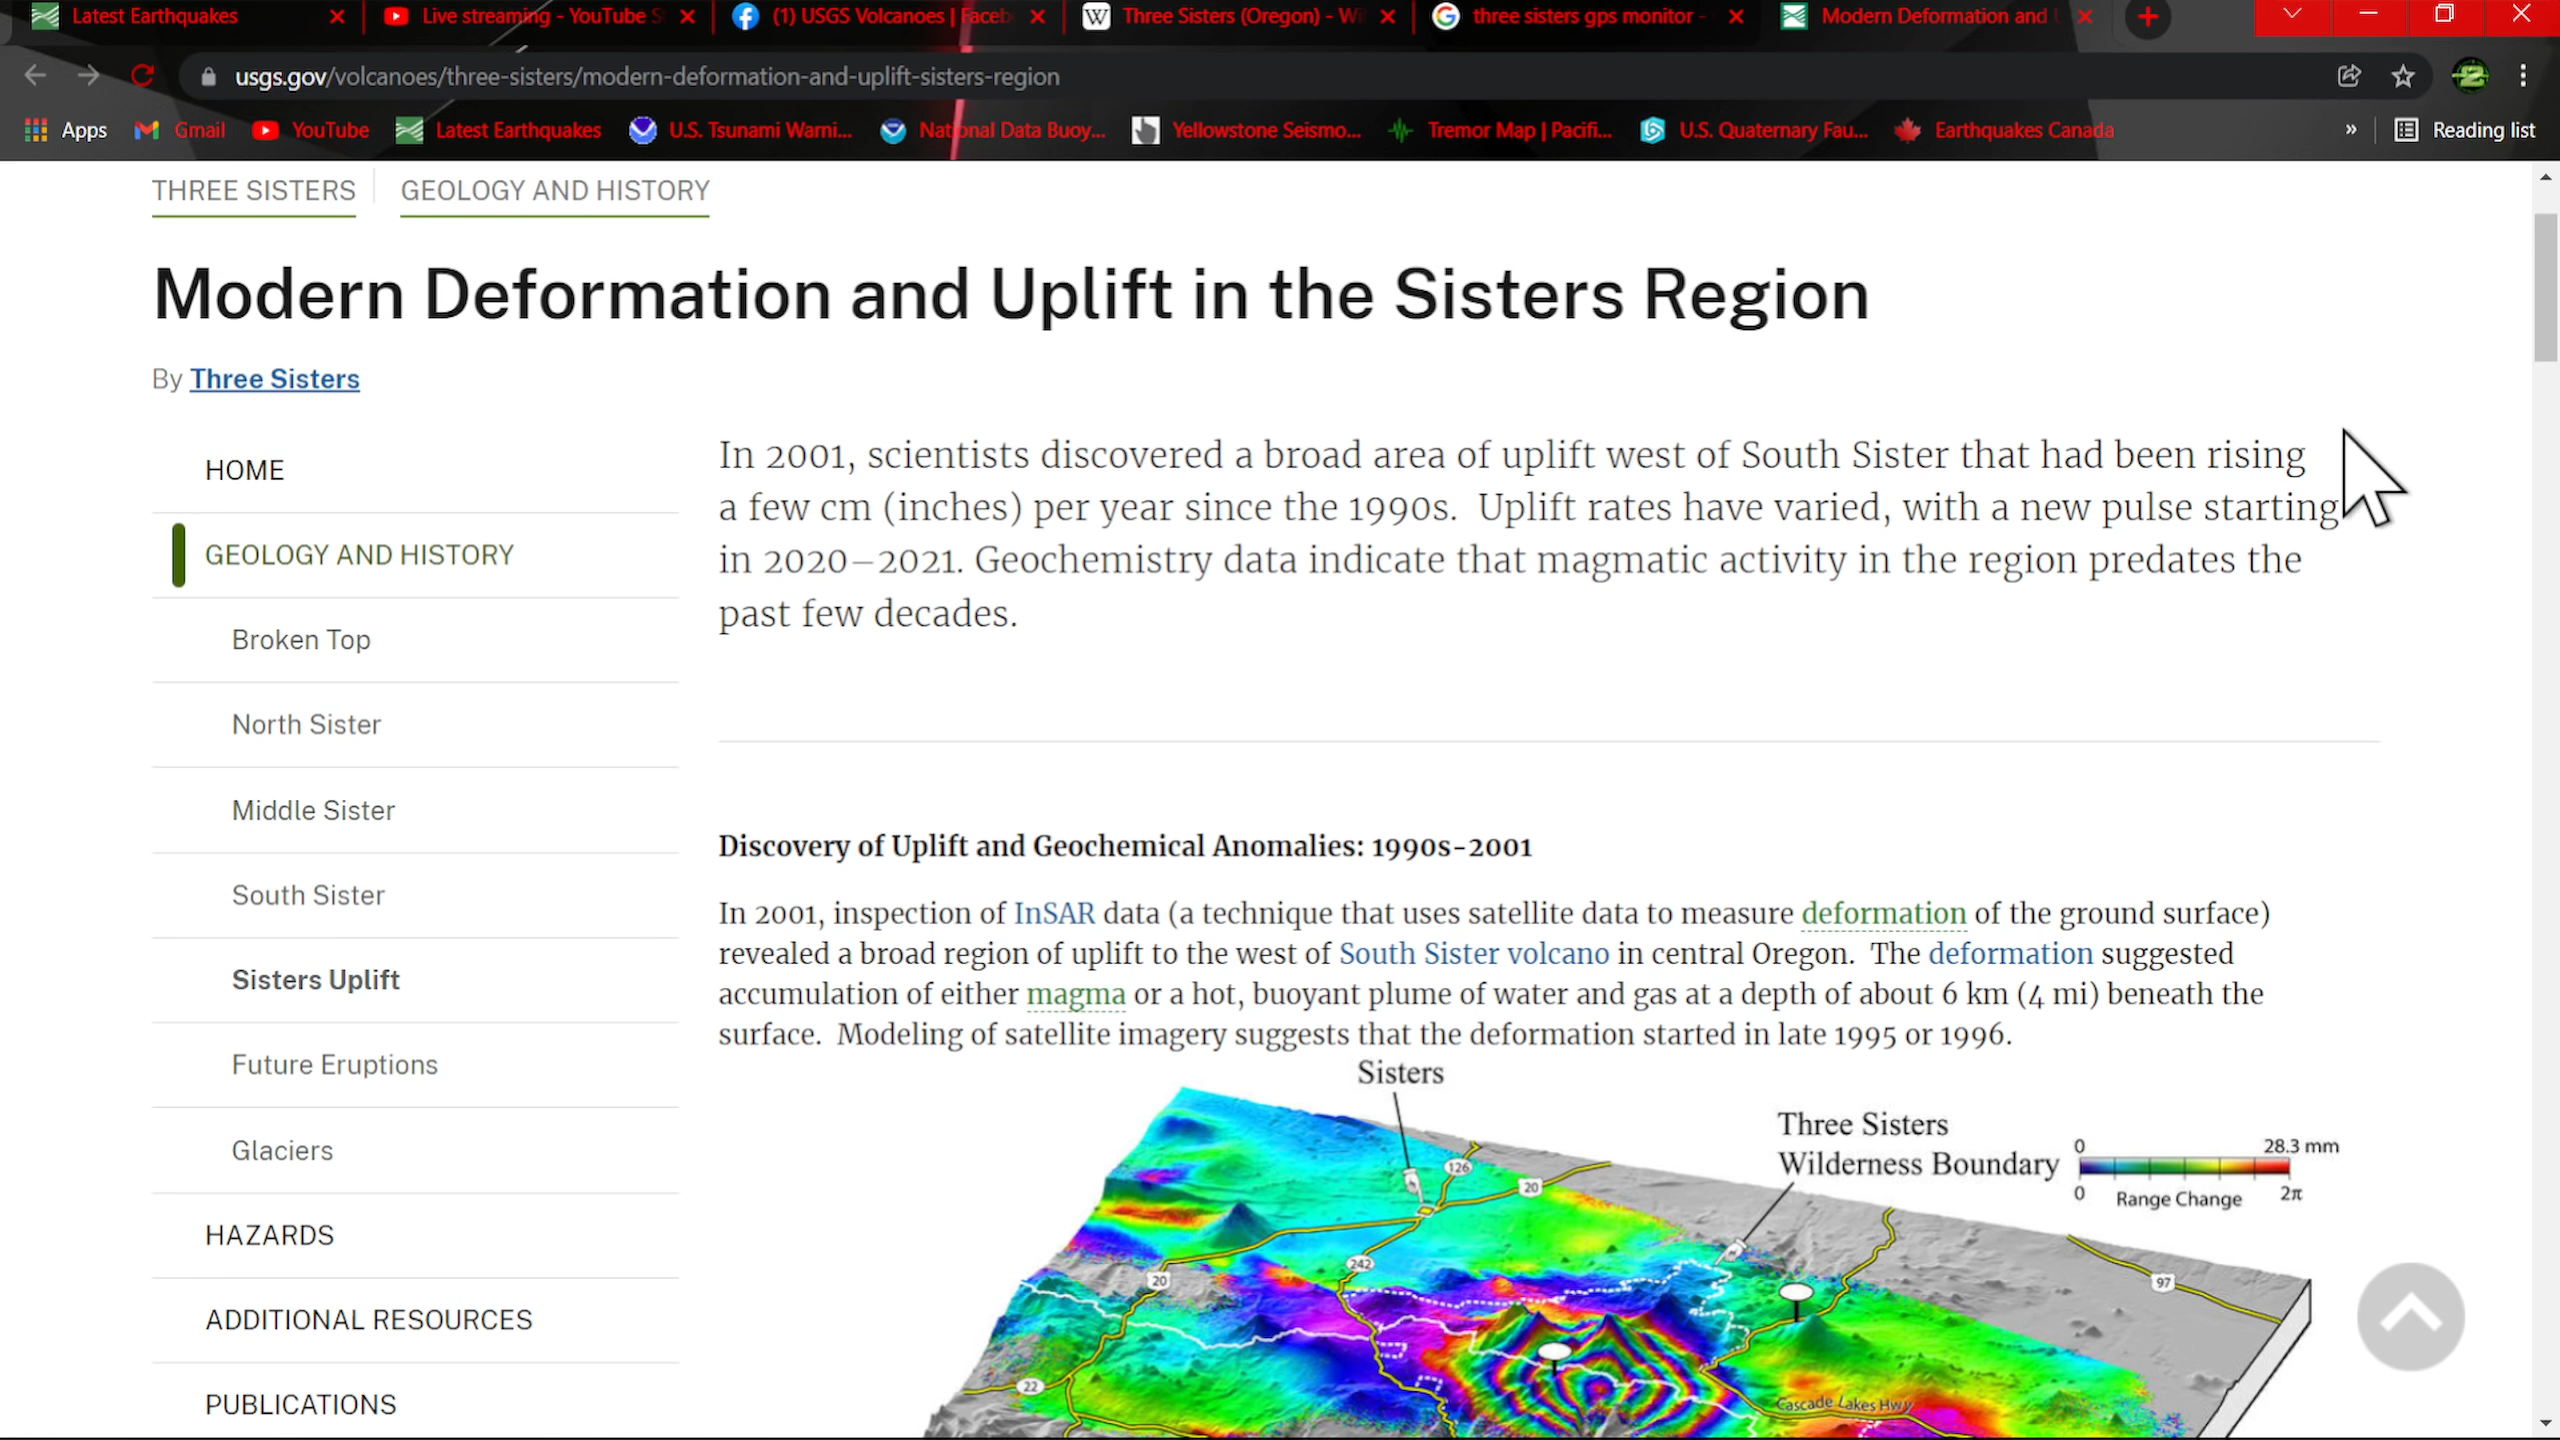 Latest Earthquakes
Live streaming - YouTube S
(1) USGS Volcanoes | Faceb
Three Sisters (Oregon) - Wi
three sisters gps monitor -
Modern Deformation and U
usgs.gov/volcanoes/three-sisters/modern-deformation-and-uplift-sisters-region
Apps
Gmail
YouTube
Latest Earthquakes
U.S. Tsunami Warni...
National Data Buoy...
Yellowstone Seismo...
Tremor Map | Pacifi...
U.S. Quaternary Fau...
Earthquakes Canada
»
Reading list
THREE SISTERS
GEOLOGY AND HISTORY
Modern Deformation and Uplift in the Sisters Region
By Three Sisters
HOME
GEOLOGY AND HISTORY
Broken Top
North Sister
Middle Sister
South Sister
Sisters Uplift
Future Eruptions
Glaciers
HAZARDS
ADDITIONAL RESOURCES
PUBLICATIONS
In 2001, scientists discovered a broad area of uplift west of South Sister that had been rising
a few cm (inches) per year since the 1990s. Uplift rates have varied, with a new pulse starting
in 2020–2021. Geochemistry data indicate that magmatic activity in the region predates the
past few decades.
Discovery of Uplift and Geochemical Anomalies: 1990s-2001
In 2001, inspection of InSAR data (a technique that uses satellite data to measure deformation of the ground surface)
revealed a broad region of uplift to the west of South Sister volcano in central Oregon. The deformation suggested
accumulation of either magma or a hot, buoyant plume of water and gas at a depth of about 6 km (4 mi) beneath the
surface. Modeling of satellite imagery suggests that the deformation started in late 1995 or 1996.
Sisters
Three Sisters
Wilderness Boundary
0 28.3 mm
0 Range Change 2π
126
20
242
20
97
22
Cascade Lakes Hwy